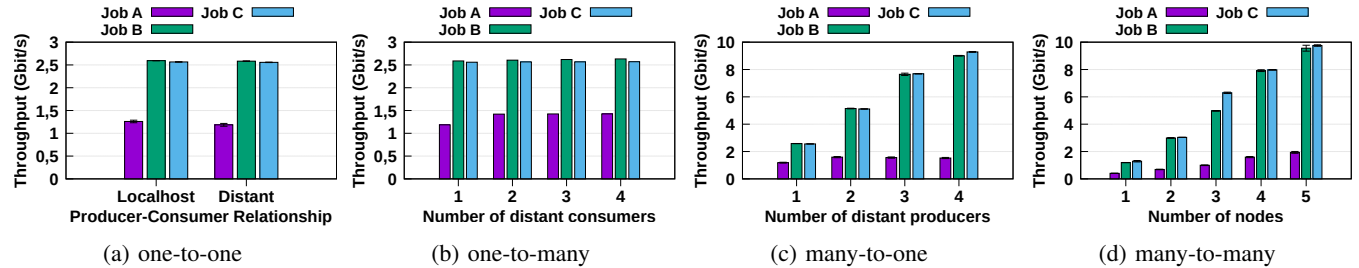 Job A Job C
Job B
Throughput (Gbit/s)
3
2,5
2
1,5
1
0,5
0
Localhost Distant
Producer-Consumer Relationship
(a) one-to-one
Job A Job C
Job B
Throughput (Gbit/s)
3
2,5
2
1,5
1
0,5
0
1 2 3 4
Number of distant consumers
(b) one-to-many
Job A Job C
Job B
Throughput (Gbit/s)
10
8
6
4
2
0
1 2 3 4
Number of distant producers
(c) many-to-one
Job A Job C
Job B
Throughput (Gbit/s)
10
8
6
4
2
0
1 2 3 4 5
Number of nodes
(d) many-to-many